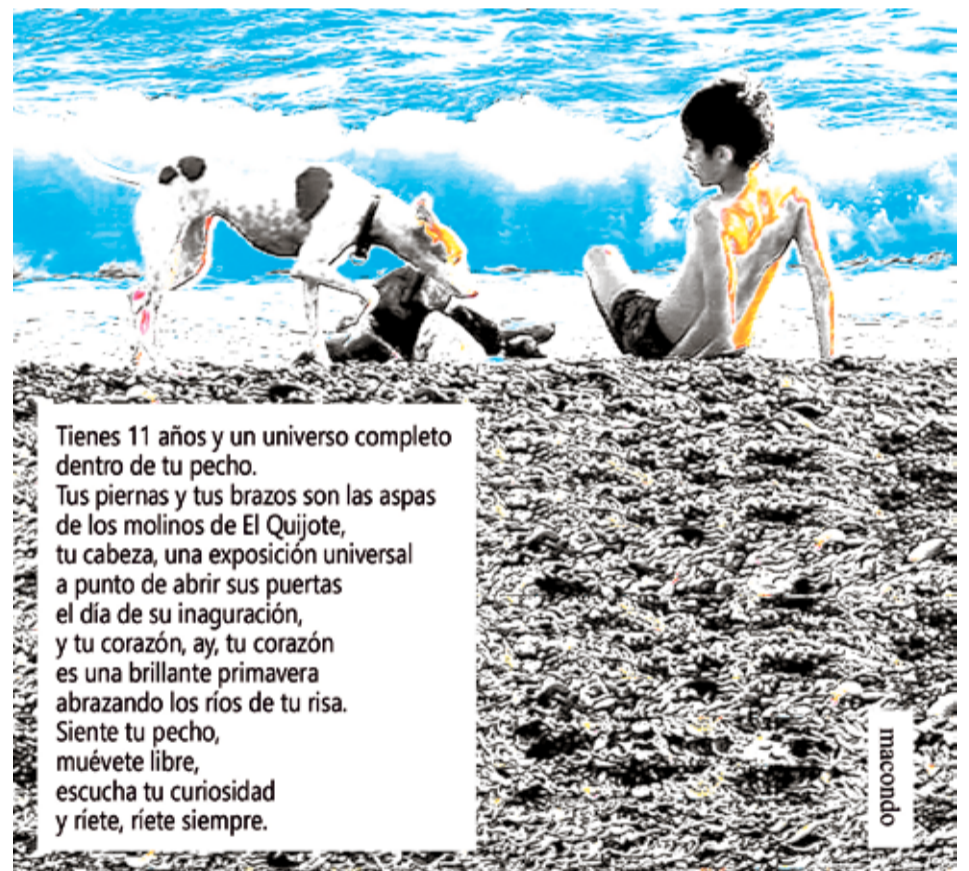 Tienes 11 años y un universo completo
dentro de tu pecho.
Tus piernas y tus brazos son las aspas
de los molinos de El Quijote,
tu cabeza, una exposición universal
a punto de abrir sus puertas
el día de su inaguración,
y tu corazón, ay, tu corazón
es una brillante primavera
abrazando los ríos de tu risa.
Siente tu pecho,
muévete libre,
escucha tu curiosidad
y ríete, ríete siempre.
macondo